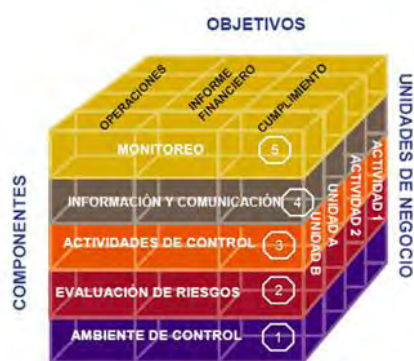 OBJETIVOS
OPERACIONES
INFORME
FINANCIERO
CUMPLIMIENTO
UNIDADES DE NEGOCIO
COMPONENTES
MONITOREO 5
INFORMACIÓN Y COMUNICACIÓN 4
ACTIVIDADES DE CONTROL 3
EVALUACIÓN DE RIESGOS 2
AMBIENTE DE CONTROL 1
UNIDAD B
UNIDAD A
ACTIVIDAD 2
ACTIVIDAD 1